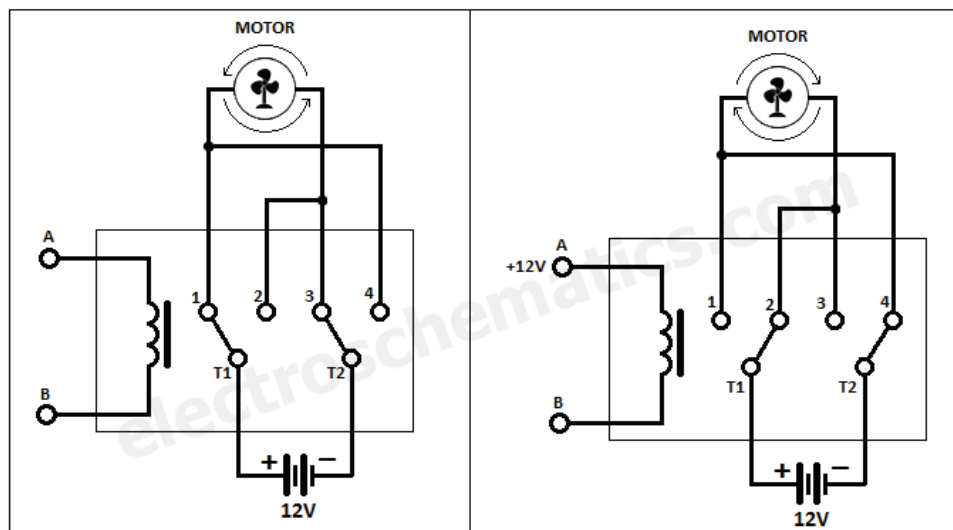 MOTOR
A
1 2 3 4
T1 T2
B
+ −
12V
MOTOR
A
+12V
1 2 3 4
T1 T2
B
+ −
12V
electroschematics.com